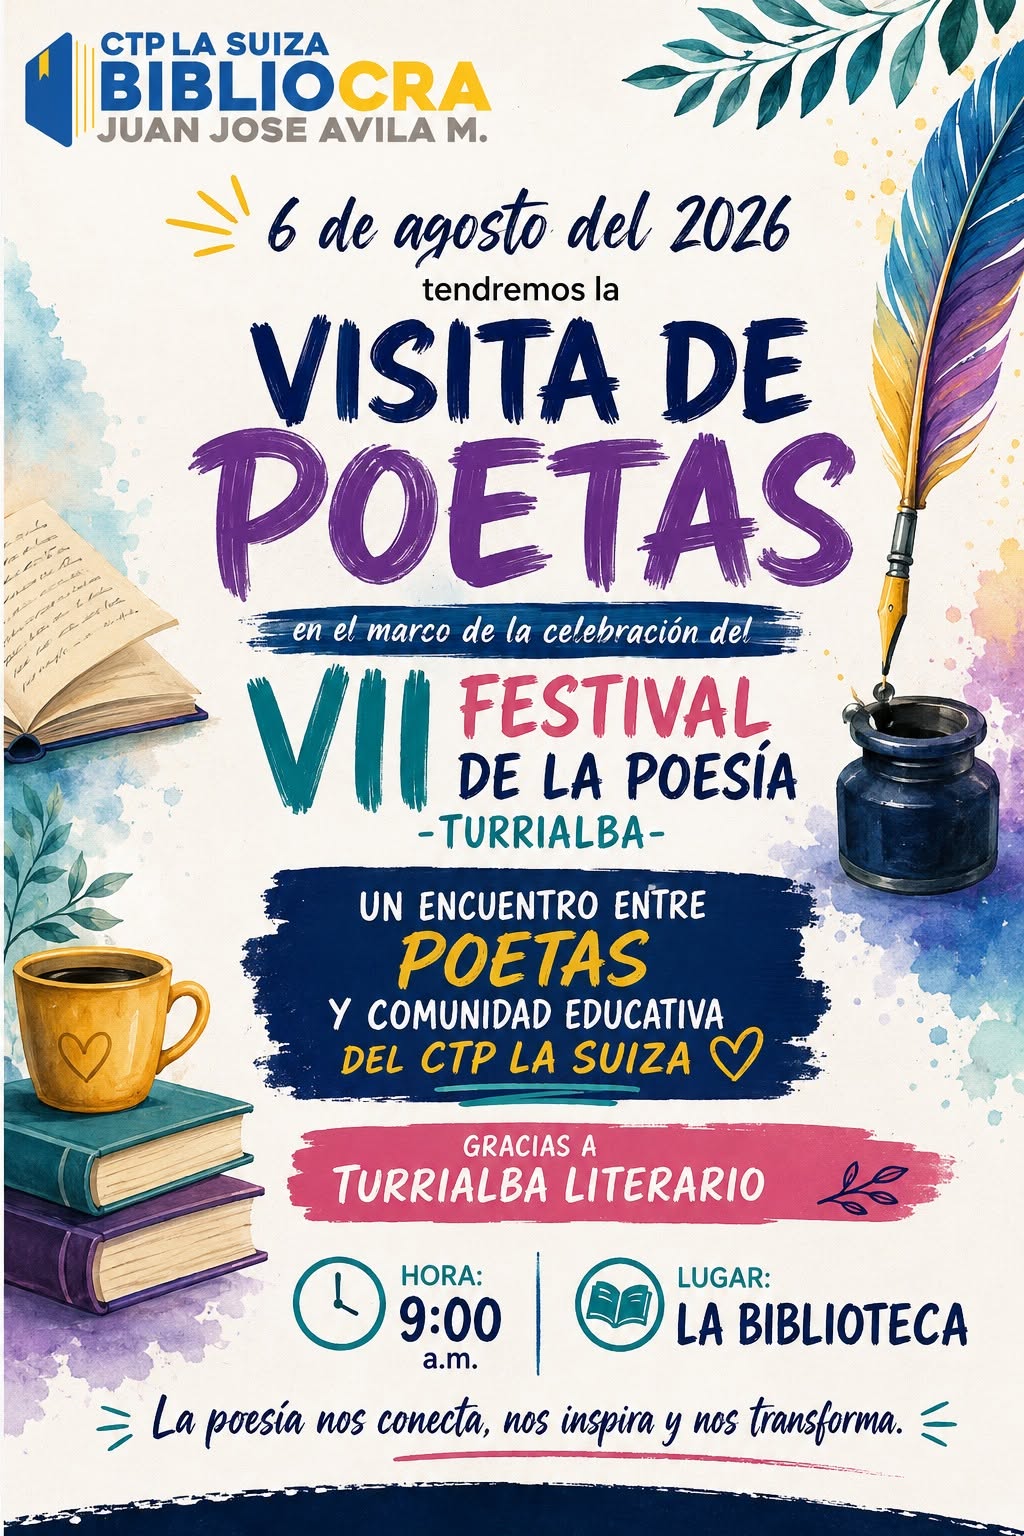 CTP LA SUIZA
BIBLIOCRA
JUAN JOSE AVILA M.
6 de agosto del 2026
tendremos la
VISITA DE
POETAS
en el marco de la celebración del
VII FESTIVAL
DE LA POESÍA
-TURRIALBA-
UN ENCUENTRO ENTRE
POETAS
Y COMUNIDAD EDUCATIVA
DEL CTP LA SUIZA
GRACIAS A
TURRIALBA LITERARIO
HORA:
9:00
a.m.
LUGAR:
LA BIBLIOTECA
La poesía nos conecta, nos inspira y nos transforma.